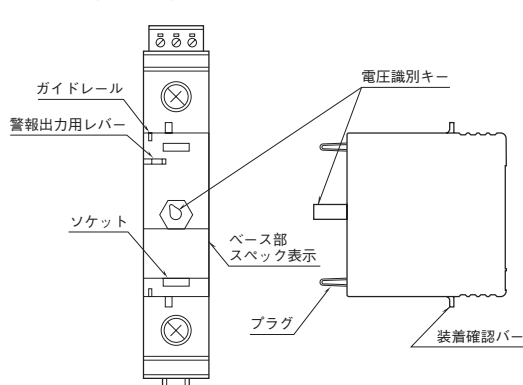 ガイドレール
警報出力用レバー
電圧識別キー
ソケット
ベース部
スペック表示
プラグ
装着確認バー